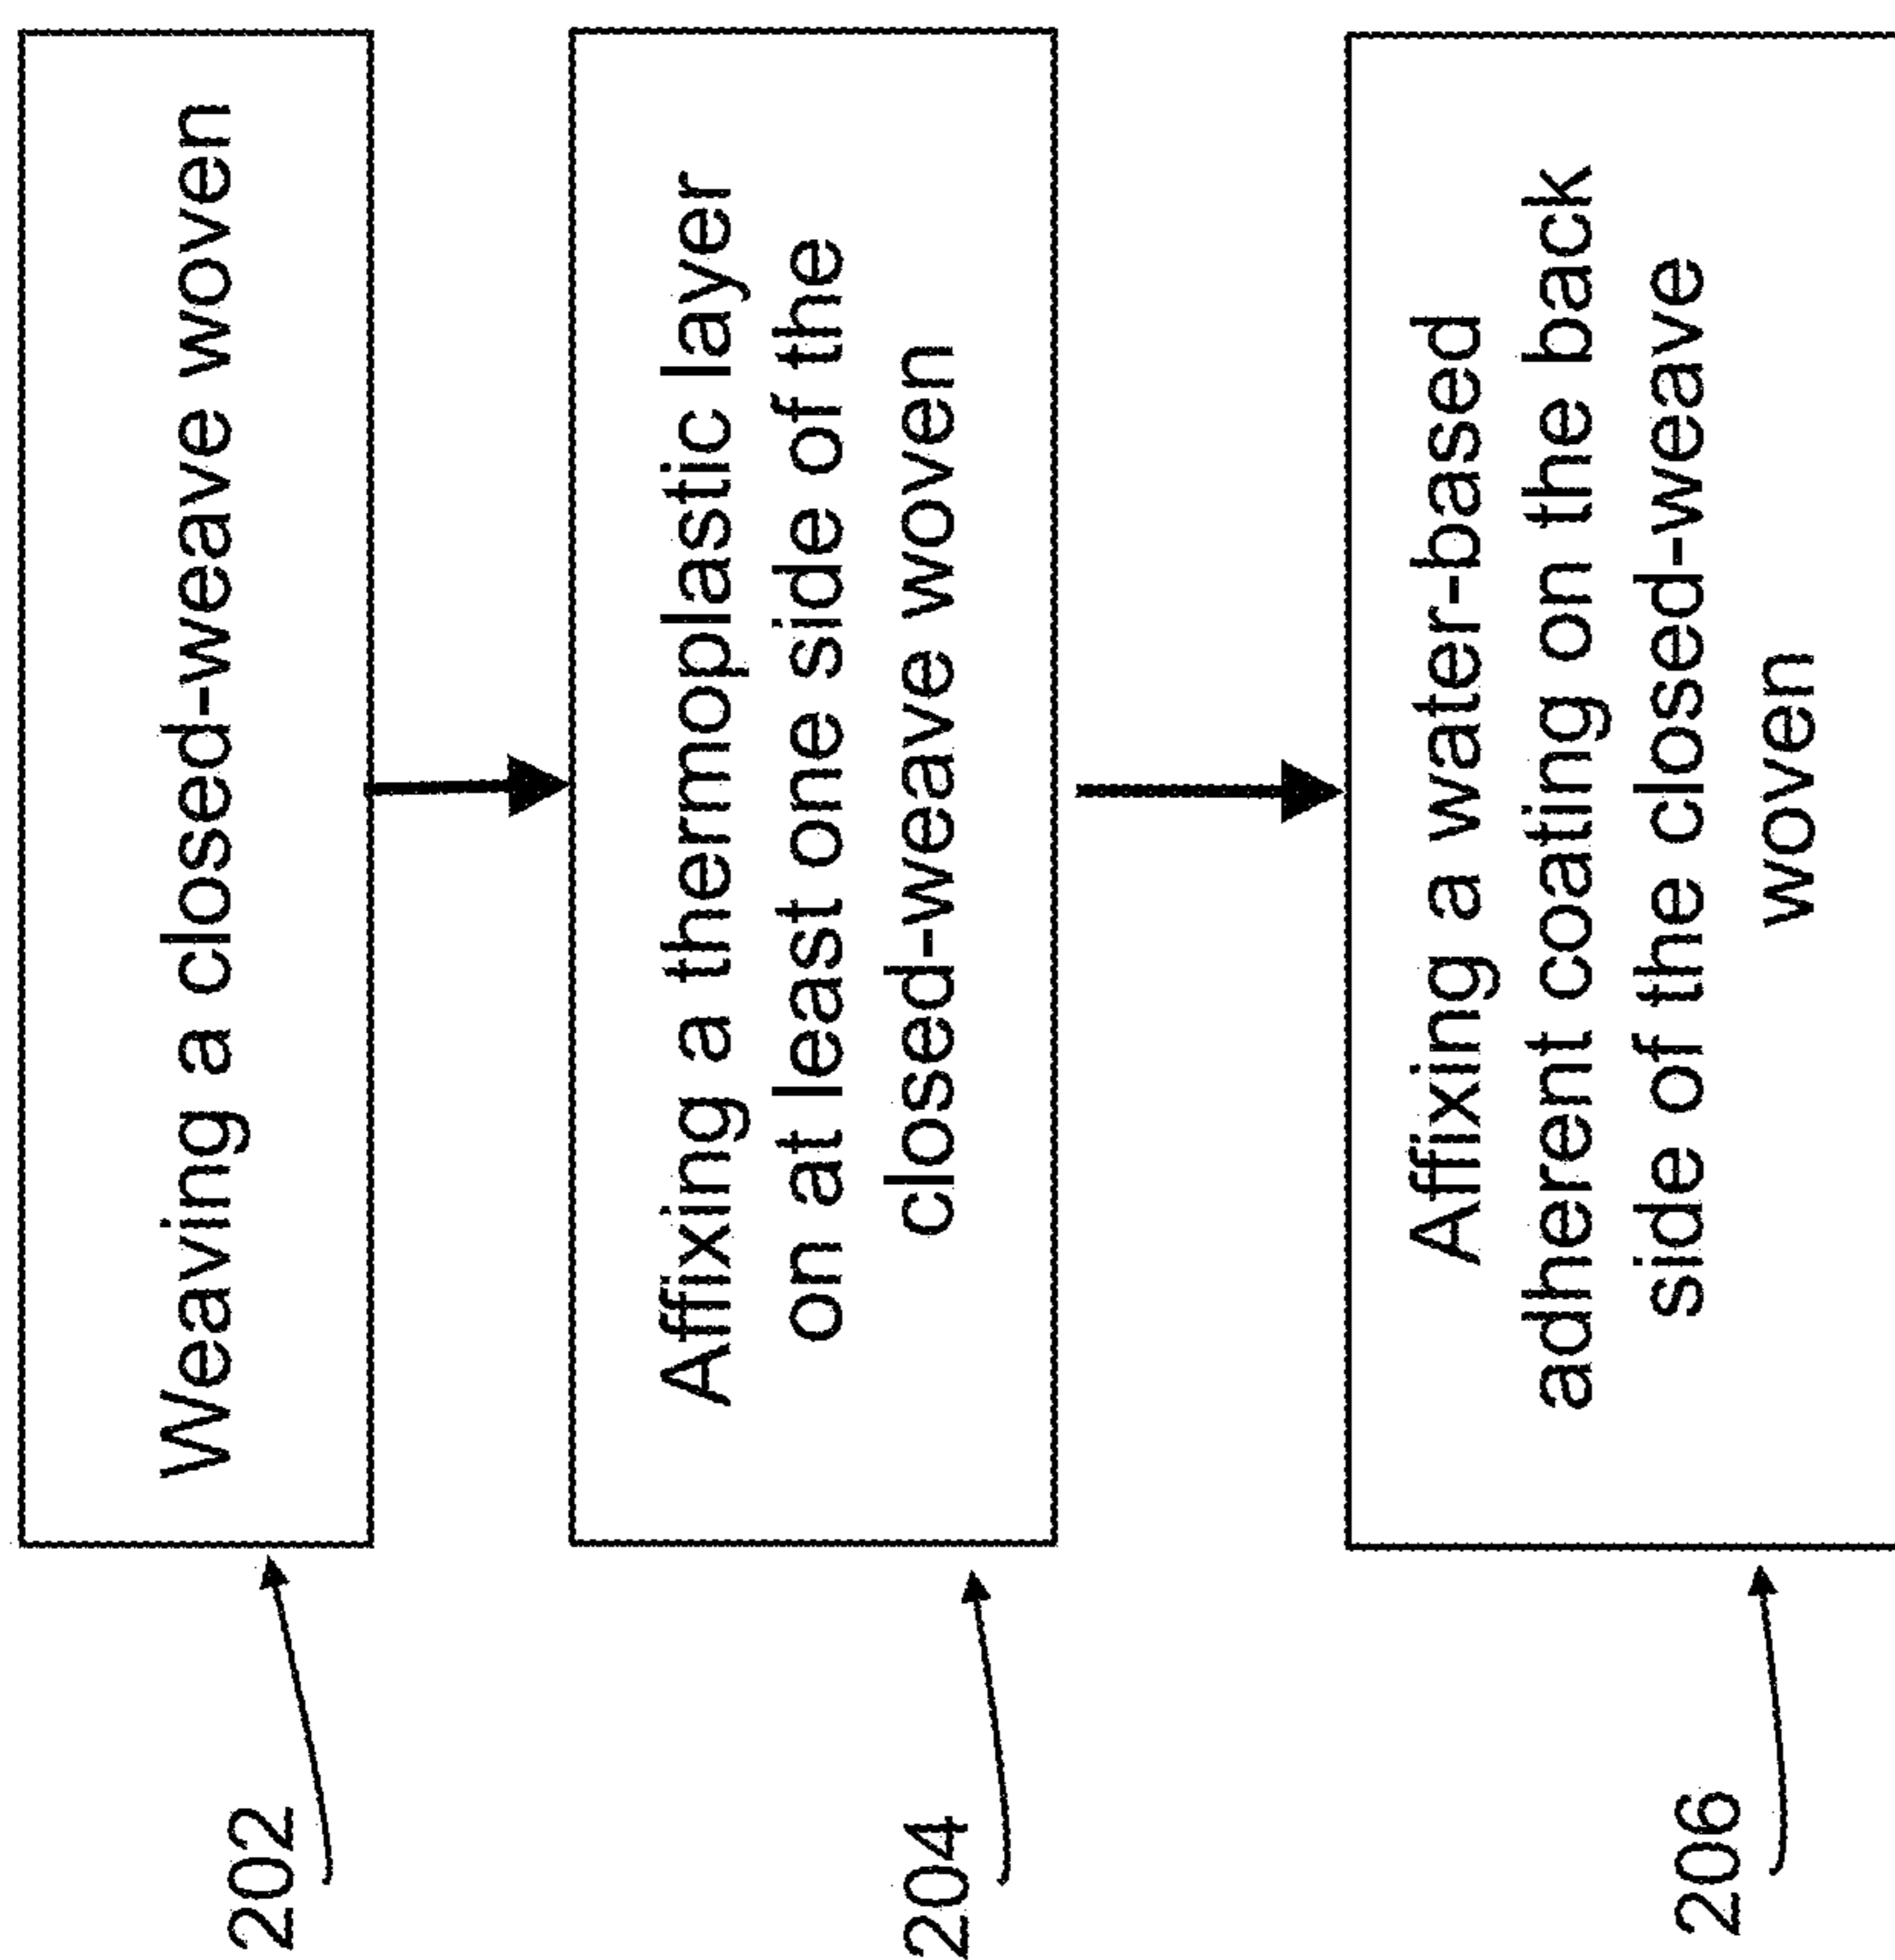 202
Weaving a closed-weave woven
204
Affixing a thermoplastic layer
on at least one side of the
closed-weave woven
206
Affixing a water-based
adherent coating on the back
side of the closed-weave
woven